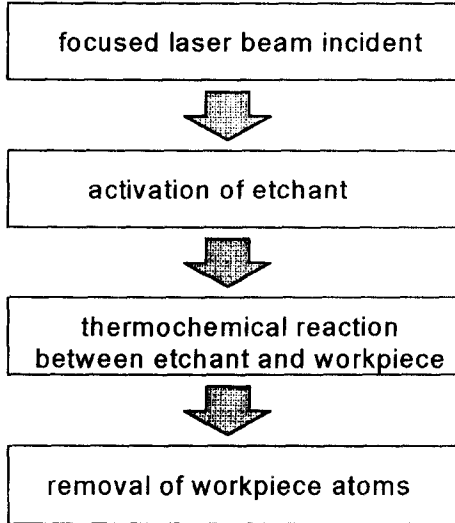 focused laser beam incident
activation of etchant
thermochemical reaction
between etchant and workpiece
removal of workpiece atoms